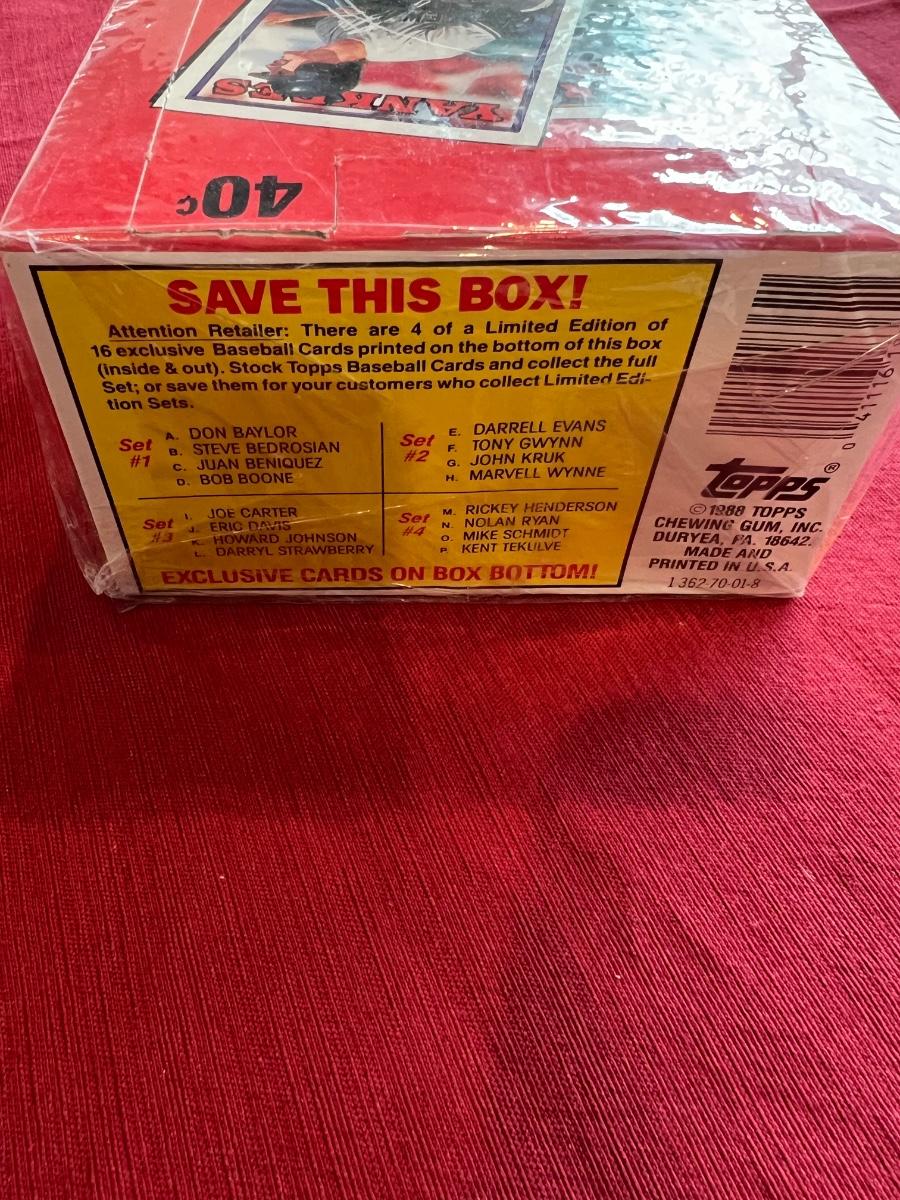 YANKEES
40¢
SAVE THIS BOX!
Attention Retailer: There are 4 of a Limited Edition of
16 exclusive Baseball Cards printed on the bottom of this box
(inside & out). Stock Topps Baseball Cards and collect the full
Set; or save them for your customers who collect Limited Edi-
tion Sets.
Set #1
A. DON BAYLOR
B. STEVE BEDROSIAN
C. JUAN BENIQUEZ
D. BOB BOONE
Set #2
E. DARRELL EVANS
F. TONY GWYNN
G. JOHN KRUK
H. MARVELL WYNNE
Set #3
I. JOE CARTER
J. ERIC DAVIS
K. HOWARD JOHNSON
L. DARRYL STRAWBERRY
Set #4
M. RICKEY HENDERSON
N. NOLAN RYAN
O. MIKE SCHMIDT
P. KENT TEKULVE
EXCLUSIVE CARDS ON BOX BOTTOM!
topps®
©1988 TOPPS
CHEWING GUM, INC.
DURYEA, PA. 18642.
MADE AND
PRINTED IN U.S.A.
1 362-70-01-8